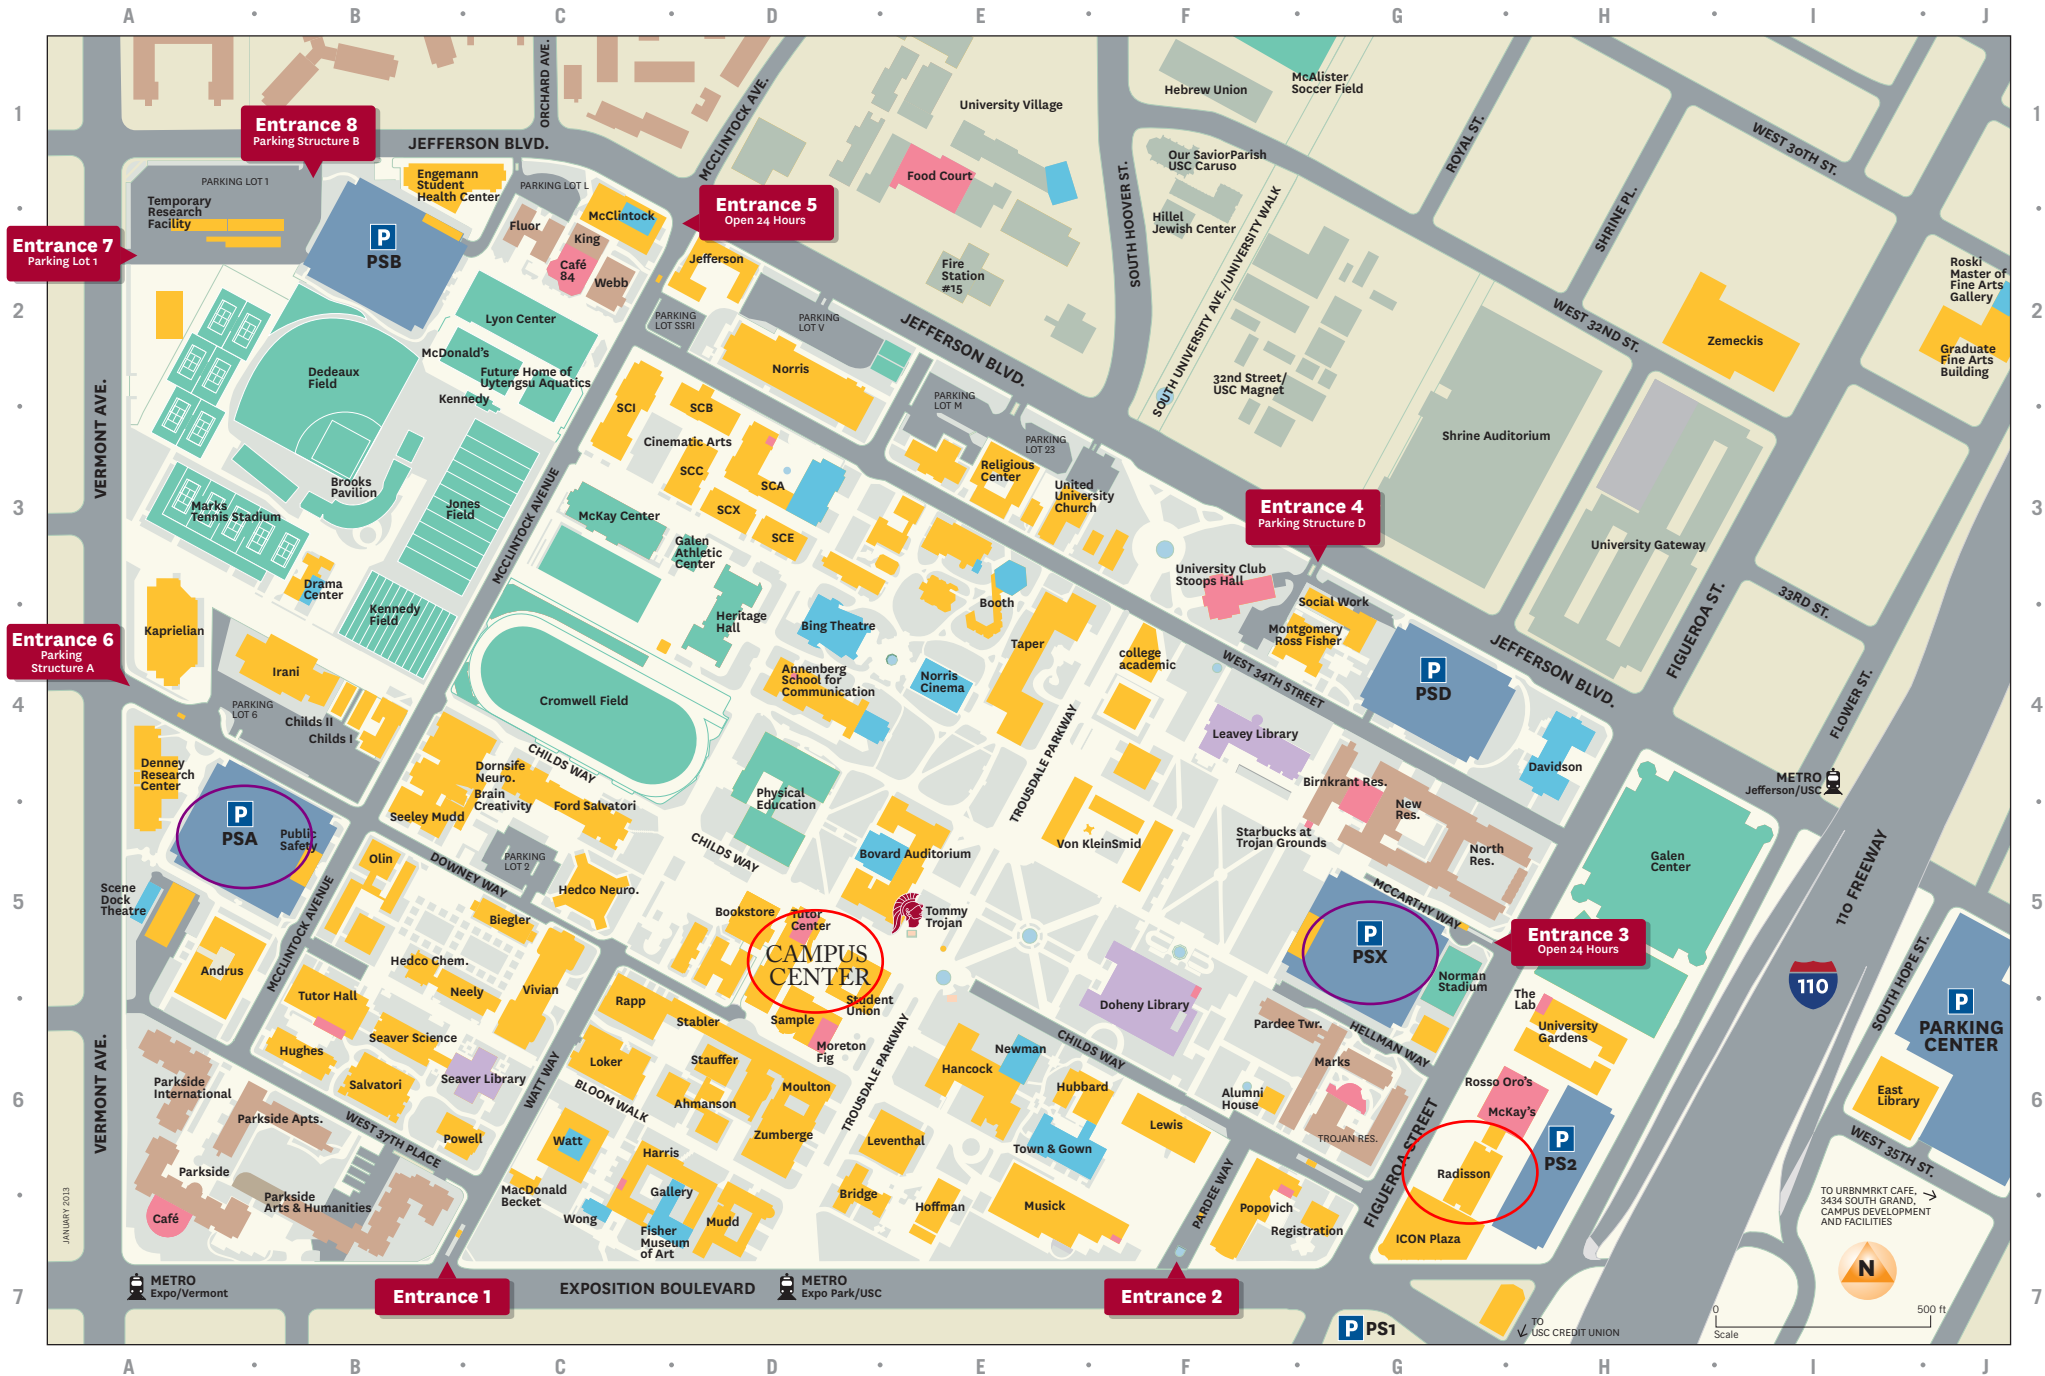 A
B
C
D
E
F
G
H
I
J
1
2
3
4
5
6
7
1
2
3
4
5
6
7
A
B
C
D
E
F
G
H
I
J
Entrance 8
Parking Structure B
JEFFERSON BLVD.
ORCHARD AVE.
MCCLINTOCK AVE.
University Village
Hebrew Union
McAlister
Soccer Field
ROYAL ST.
WEST 30TH ST.
SHRINE PL.
PARKING LOT 1
Temporary
Research
Facility
Engemann
Student
Health Center
PARKING LOT L
McClintock
Entrance 5
Open 24 Hours
Food Court
Our SaviorParish
USC Caruso
Hillel
Jewish Center
SOUTH HOOVER ST.
SOUTH UNIVERSITY AVE./UNIVERSITY WALK
Entrance 7
Parking Lot 1
P
PSB
Fluor
King
Café
84
Webb
Jefferson
Fire
Station
#15
Roski
Master of
Fine Arts
Gallery
Lyon Center
PARKING
LOT SSRI
PARKING
LOT V
JEFFERSON BLVD.
WEST 32ND ST.
Zemeckis
Graduate
Fine Arts
Building
McDonald's
Future Home of
Uytengsu Aquatics
Kennedy
Dedeaux
Field
Norris
32nd Street/
USC Magnet
VERMONT AVE.
SCI
SCB
Cinematic Arts
PARKING
LOT M
PARKING
LOT 23
Shrine Auditorium
SCC
SCA
Religious
Center
United
University
Church
Brooks
Pavilion
Marks
Tennis Stadium
Jones
Field
MCCLINTOCK AVENUE
McKay Center
SCX
SCE
Galen
Athletic
Center
Entrance 4
Parking Structure D
University Gateway
Drama
Center
Kennedy
Field
University Club
Stoops Hall
Booth
Social Work
Montgomery
Ross Fisher
FIGUEROA ST.
33RD ST.
Kaprielian
Entrance 6
Parking
Structure A
Heritage
Hall
Bing Theatre
Taper
college
academic
WEST 34TH STREET
P
PSD
JEFFERSON BLVD.
FLOWER ST.
Irani
Annenberg
School for
Communication
Norris
Cinema
Cromwell Field
PARKING
LOT 6
Childs II
Childs I
TROUSDALE PARKWAY
Leavey Library
Davidson
Denney
Research
Center
Dornsife
Neuro.
Brain
Creativity
CHILDS WAY
Ford Salvatori
Seeley Mudd
Physical
Education
Birnkrant Res.
New
Res.
North
Res.
METRO
Jefferson/USC
P
PSA
Public
Safety
Starbucks at
Trojan Grounds
Von KleinSmid
Bovard Auditorium
CHILDS WAY
Galen
Center
110 FREEWAY
Olin
DOWNEY WAY
PARKING
LOT 2
Hedco Neuro.
Scene
Dock
Theatre
Biegler
Bookstore
Tutor
Center
Tommy
Trojan
MCCARTHY WAY
P
PSX
Entrance 3
Open 24 Hours
MCCLINTOCK AVENUE
Andrus
Hedco Chem.
Neely
Vivian
CAMPUS
CENTER
Norman
Stadium
110
SOUTH HOPE ST.
P
PARKING
CENTER
Tutor Hall
Rapp
Student
Union
Sample
Stabler
Doheny Library
The
Lab
Pardee Twr.
HELLMAN WAY
University
Gardens
Seaver Science
Hughes
Moreton
Fig
TROUSDALE PARKWAY
Newman
CHILDS WAY
Marks
VERMONT AVE.
Salvatori
Seaver Library
WATT WAY
Loker
Stauffer
Moulton
Hancock
Hubbard
Rosso Oro's
Parkside
International
Parkside Apts.
BLOOM WALK
Ahmanson
Alumni
House
McKay's
East
Library
WEST 37TH PLACE
Powell
Watt
Harris
Zumberge
Leventhal
Town & Gown
Lewis
TROJAN RES.
FIGUEROA STREET
P
PS2
WEST 35TH ST.
Parkside
Radisson
Parkside
Arts & Humanities
Café
MacDonald
Becket
Wong
Gallery
Fisher
Museum
of Art
Mudd
Bridge
Hoffman
Musick
PARDEE WAY
Popovich
Registration
ICON Plaza
TO URBNMRKT CAFE,
3434 SOUTH GRAND,
CAMPUS DEVELOPMENT
AND FACILITIES
JANUARY 2013
N
METRO
Expo/Vermont
Entrance 1
EXPOSITION BOULEVARD
METRO
Expo Park/USC
Entrance 2
P PS1
TO
USC CREDIT UNION
0
500 ft
Scale